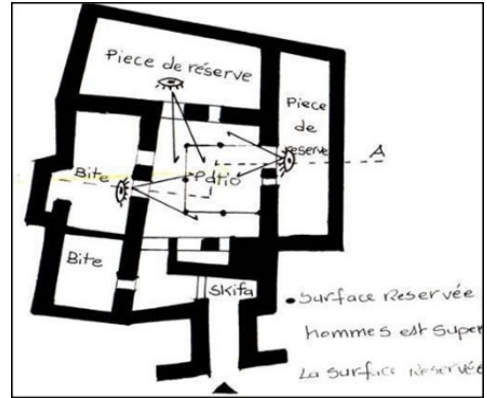 Piece de réserve
Piece
de
reserve
A
Bite
Patio
Bite
Skifa
• Surface Reservée
hommes est Super
La Surface Reservée